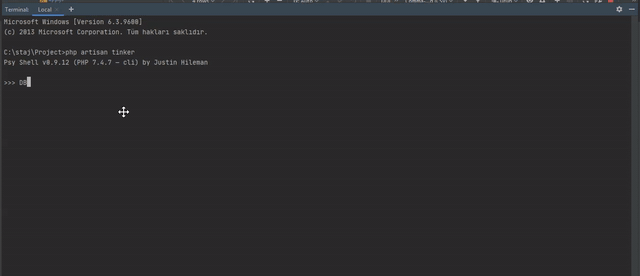 Terminal Local +
Microsoft Windows [Version 6.3.9600]
(c) 2013 Microsoft Corporation. Tüm hakları saklıdır.
C:\staj\Project>php artisan tinker
Psy Shell v0.9.12 (PHP 7.4.7 — cli) by Justin Hileman
>>> DB